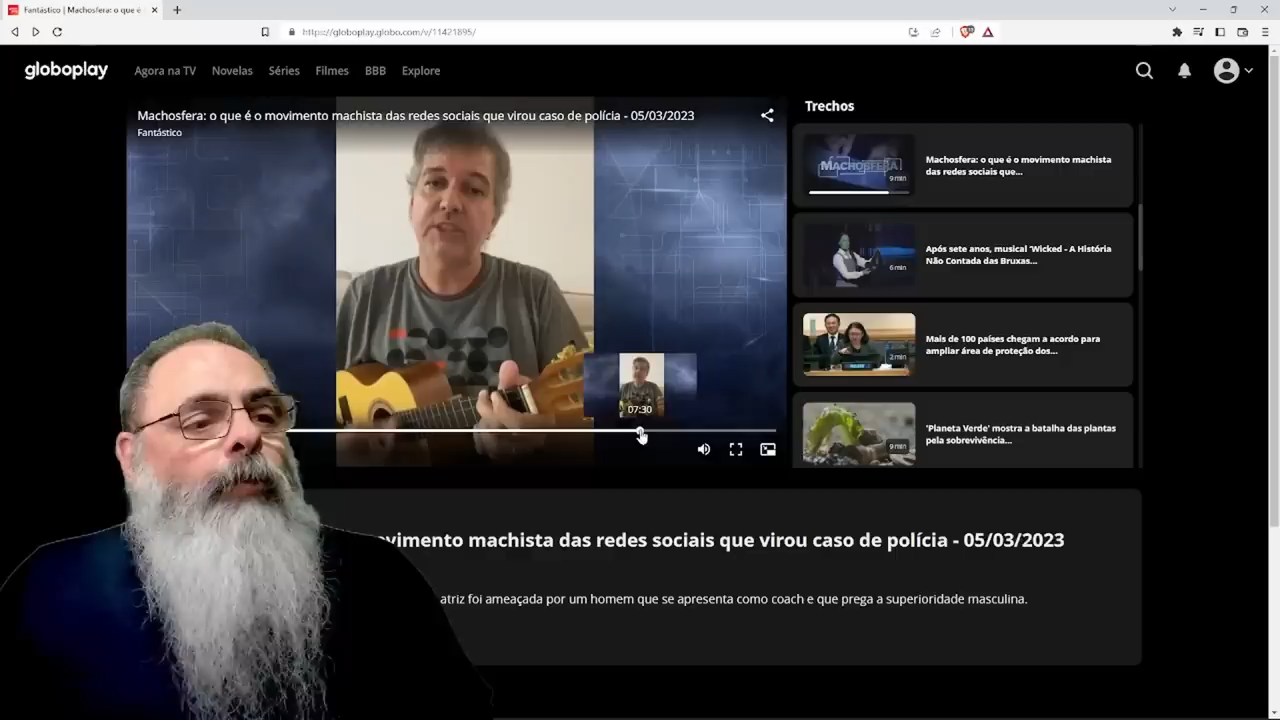 Fantástico | Machosfera: o que é
https://globoplay.globo.com/v/11421895/
globoplay
Agora na TV
Novelas
Séries
Filmes
BBB
Explore
Machosfera: o que é o movimento machista das redes sociais que virou caso de polícia - 05/03/2023
Fantástico
07:30
Trechos
MACHOSFERA
9 min
Machosfera: o que é o movimento machista
das redes sociais que...
6 min
Após sete anos, musical 'Wicked - A História
Não Contada das Bruxas...
2 min
Mais de 100 países chegam a acordo para
ampliar área de proteção dos...
9 min
'Planeta Verde' mostra a batalha das plantas
pela sobrevivência...
vimento machista das redes sociais que virou caso de polícia - 05/03/2023
atriz foi ameaçada por um homem que se apresenta como coach e que prega a superioridade masculina.